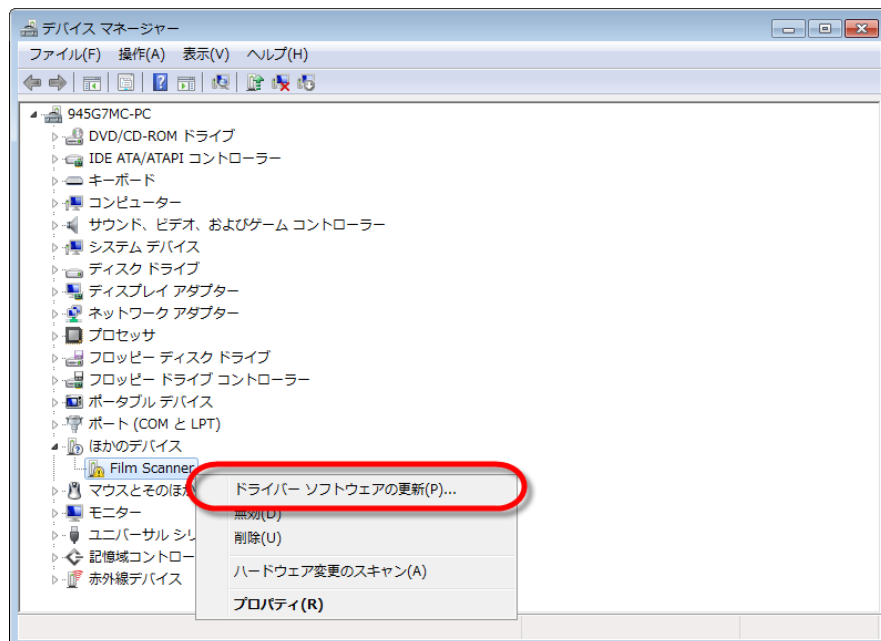 デバイス マネージャー
ファイル(F) 操作(A) 表示(V) ヘルプ(H)
945G7MC-PC
DVD/CD-ROM ドライブ
IDE ATA/ATAPI コントローラー
キーボード
コンピューター
サウンド、ビデオ、およびゲーム コントローラー
システム デバイス
ディスク ドライブ
ディスプレイ アダプター
ネットワーク アダプター
プロセッサ
フロッピー ディスク ドライブ
フロッピー ドライブ コントローラー
ポータブル デバイス
ポート (COM と LPT)
ほかのデバイス
Film Scanner
マウスとそのほか
モニター
ユニバーサル シリ
記憶域コントロー
赤外線デバイス
ドライバー ソフトウェアの更新(P)...
無効(D)
削除(U)
ハードウェア変更のスキャン(A)
プロパティ(R)